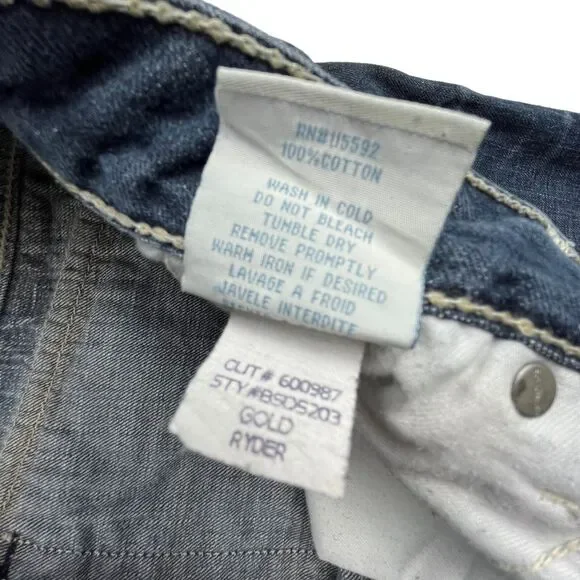 RN#U5592
100%COTTON
WASH IN COLD
DO NOT BLEACH
TUMBLE DRY
REMOVE PROMPTLY
WARM IRON IF DESIRED
LAVAGE A FROID
JAVELE INTERDITE
CUT# 600987
STY#BSD5203
GOLD
RYDER